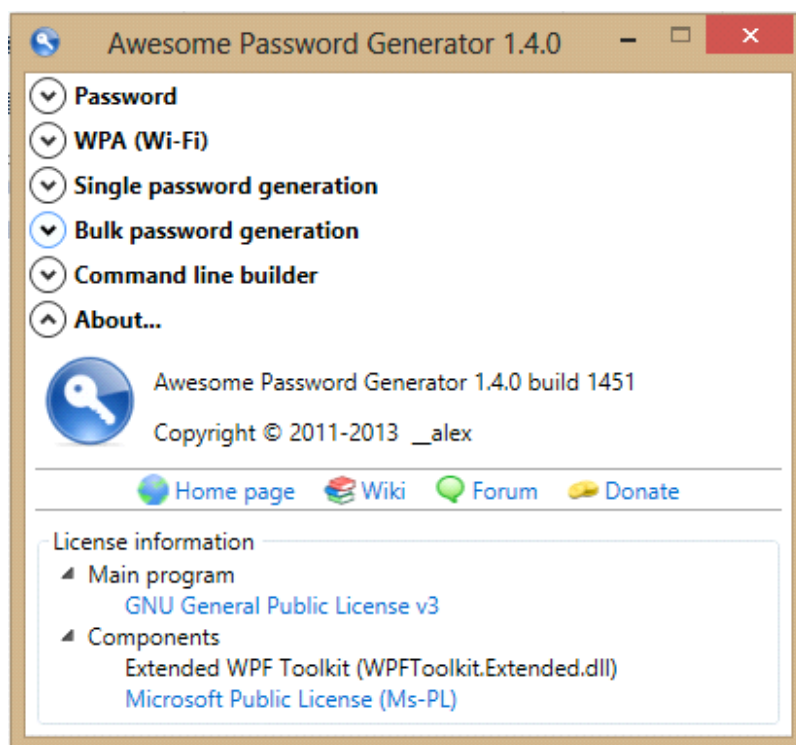 Awesome Password Generator 1.4.0
Password
WPA (Wi-Fi)
Single password generation
Bulk password generation
Command line builder
About...
Awesome Password Generator 1.4.0 build 1451
Copyright © 2011-2013 __alex
Home page Wiki Forum Donate
License information
Main program
GNU General Public License v3
Components
Extended WPF Toolkit (WPFToolkit.Extended.dll)
Microsoft Public License (Ms-PL)